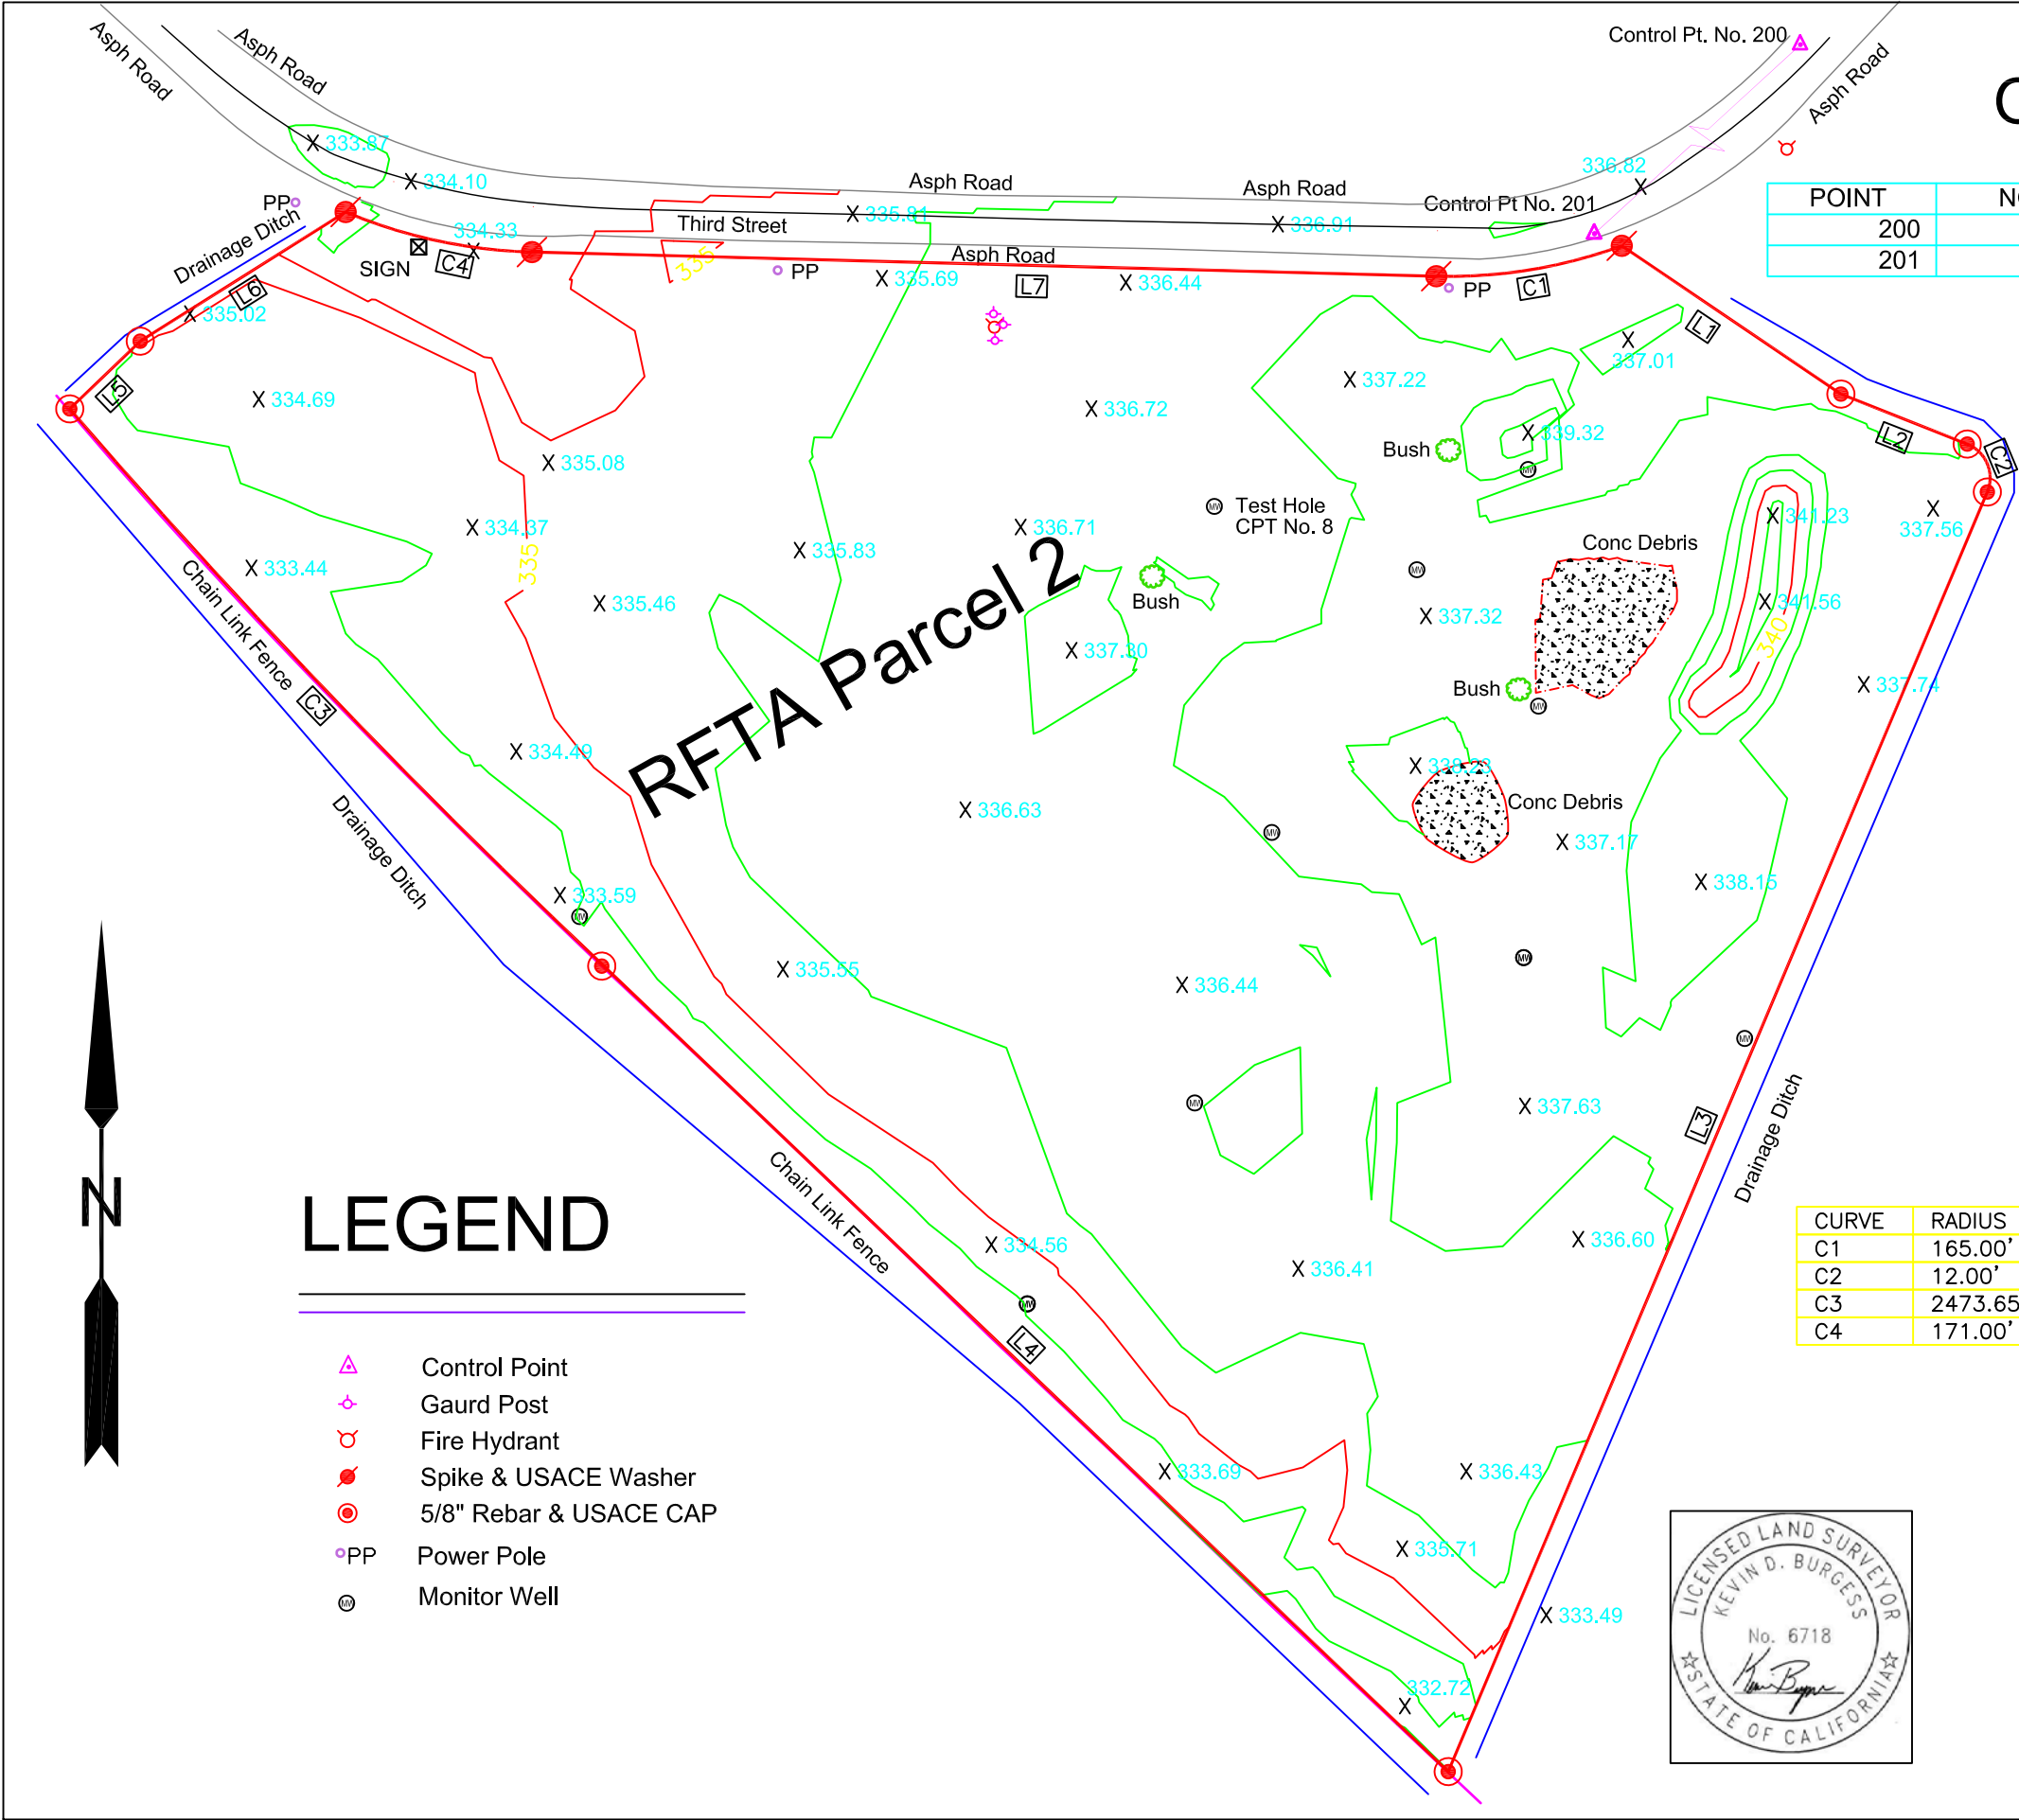 Asph Road
Asph Road
Control Pt. No. 200
Asph Road
333.87
334.10
336.82
Asph Road
Asph Road
PP
335.81
Third Street
336.91
Control Pt No. 201
Drainage Ditch
334.33
SIGN
C4
335
PP
Asph Road
335.69
L7
336.44
PP
C1
POINT
200
201
L6
335.02
L1
337.01
L5
334.69
337.22
336.72
Bush
339.32
L2
C2
335.08
Test Hole
CPT No. 8
334.37
336.71
341.23
337.56
335
335.83
Conc Debris
MW
333.44
Chain Link Fence
335.46
Bush
337.32
341.56
340
RFTA Parcel 2
337.30
Bush
337.74
C3
334.49
338.23
Conc Debris
336.63
337.17
Drainage Ditch
333.59
338.15
335.55
336.44
337.63
L3
Drainage Ditch
N
LEGEND
Chain Link Fence
334.56
336.41
336.60
L4
CURVE RADIUS
C1 165.00'
C2 12.00'
C3 2473.65
C4 171.00'
Control Point
Gaurd Post
Fire Hydrant
Spike & USACE Washer
5/8" Rebar & USACE CAP
PP Power Pole
MW Monitor Well
333.69
336.43
335.71
333.49
332.72
LICENSED LAND SURVEYOR
KEVIN D. BURGESS
No. 6718
STATE OF CALIFORNIA